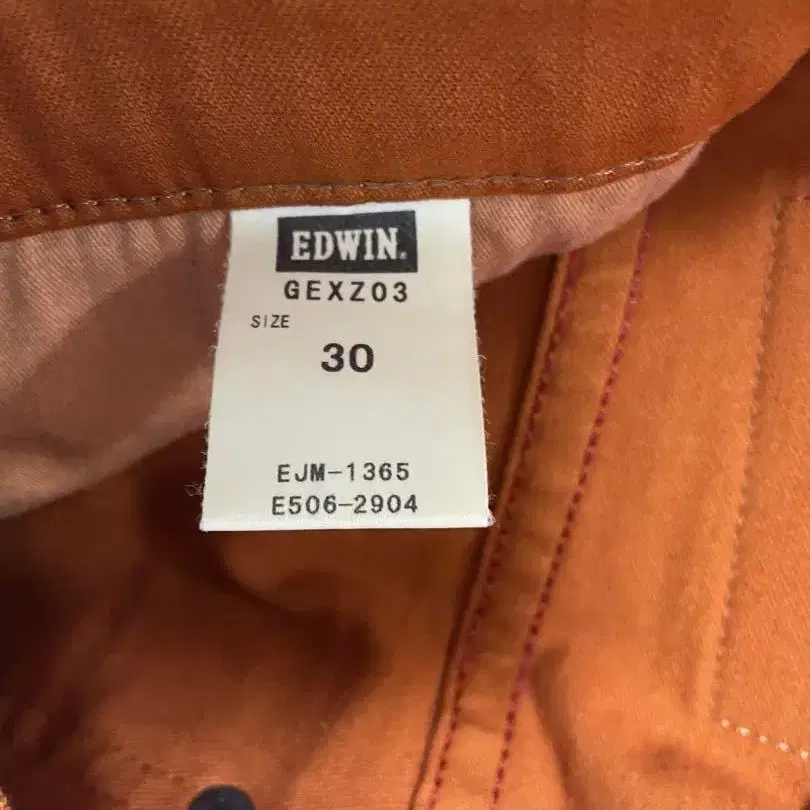 EDWIN.
GEXZ03
SIZE
30
EJM-1365
E506-2904